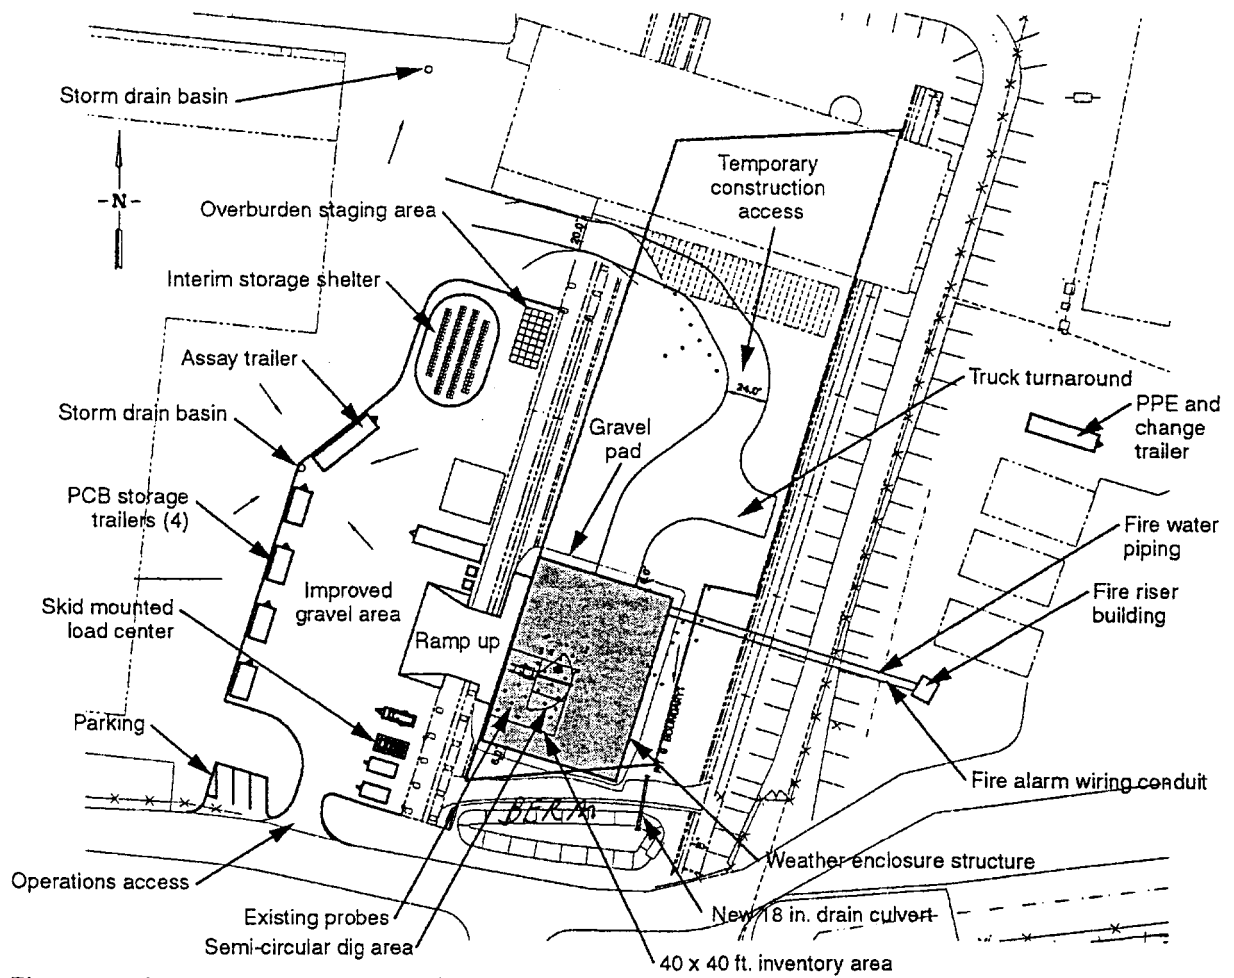 Storm drain basin
- N -
Temporary
construction
access
Overburden staging area
20.0'
Interim storage shelter
Assay trailer
Truck turnaround
24.0'
PPE and
change
trailer
Storm drain basin
Gravel
pad
PCB storage
trailers (4)
Fire water
piping
Improved
gravel area
Fire riser
building
Skid mounted
load center
Ramp up
BOUNDARY
Parking
6.0'
Fire alarm wiring conduit
BERM
Weather enclosure structure
Operations access
Existing probes
New 18 in. drain culvert
Semi-circular dig area
40 x 40 ft. inventory area